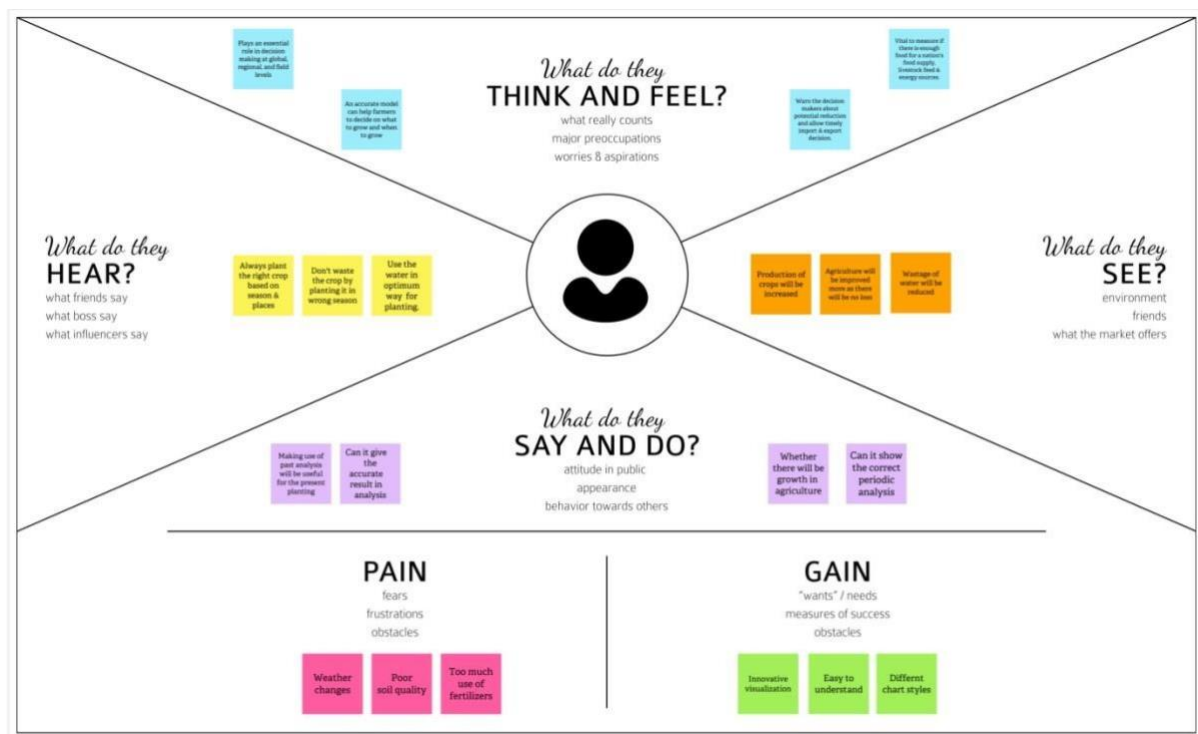 Plays an essential
role in decision
making at global,
regional, and field
levels
An accurate model
can help farmers
to decide on what
to grow and when
to grow
What do they
THINK AND FEEL?
what really counts
major preoccupations
worries & aspirations
Vital to measure if
there is enough
food for a nation's
food supply,
livestock feed &
energy sources.
Warn the decision
makers about
potential reduction
and allow timely
import & export
decision.
What do they
HEAR?
what friends say
what boss say
what influencers say
Always plant
the right crop
based on
season &
places
Don't waste
the crop by
planting it in
wrong season
Use the
water in
optimum
way for
planting.
Production of
crops will be
increased
Agriculture will
be improved
more as there
will be no loss
Wastage of
water will be
reduced
What do they
SEE?
environment
friends
what the market offers
Making use of
past analysis
will be useful
for the present
planting
Can it give
the
accurate
result in
analysis
What do they
SAY AND DO?
attitude in public
appearance
behavior towards others
Whether
there will be
growth in
agriculture
Can it show
the correct
periodic
analysis
PAIN
fears
frustrations
obstacles
Weather
changes
Poor
soil quality
Too much
use of
fertilizers
GAIN
"wants" / needs
measures of success
obstacles
Innovative
visualization
Easy to
understand
Differnt
chart styles